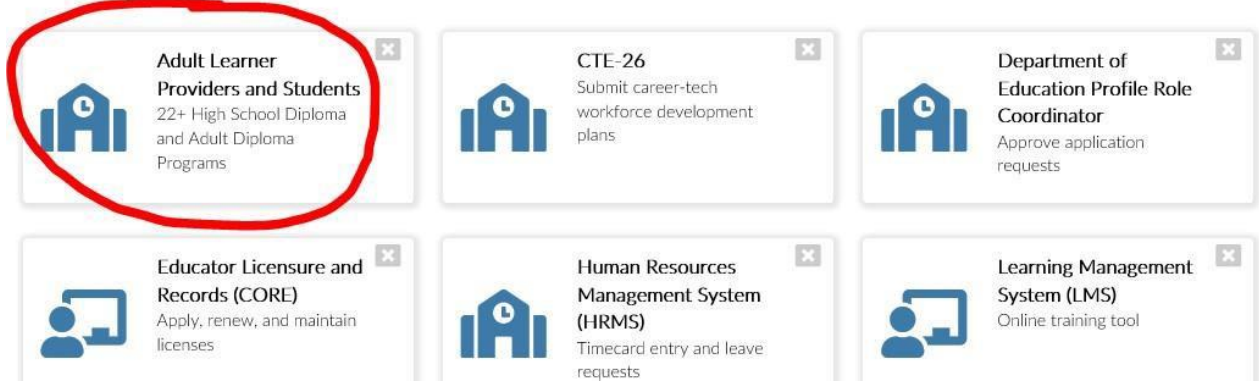 Adult Learner
Providers and Students
22+ High School Diploma
and Adult Diploma
Programs
CTE-26
Submit career-tech
workforce development
plans
Department of
Education Profile Role
Coordinator
Approve application
requests
Educator Licensure and
Records (CORE)
Apply, renew, and maintain
licenses
Human Resources
Management System
(HRMS)
Timecard entry and leave
requests
Learning Management
System (LMS)
Online training tool